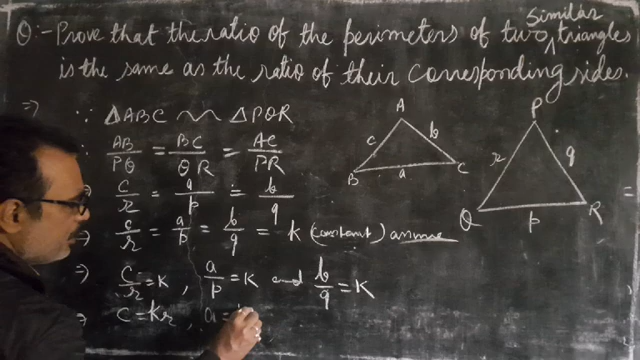 Q:- Prove that the ratio of the perimeters of two similar triangles
is the same as the ratio of their corresponding sides.
⇒ ∵ ΔABC ~ ΔPQR
∴ AB/PQ = BC/QR = AC/PR
⇒ c/r = a/p = b/q
⇒ c/r = a/p = b/q = k (constant) assume
⇒ c/r = k , a/p = k and b/q = k
⇒ c = kr , a =
A
c
b
B
a
C
P
r
q
Q
p
R
=